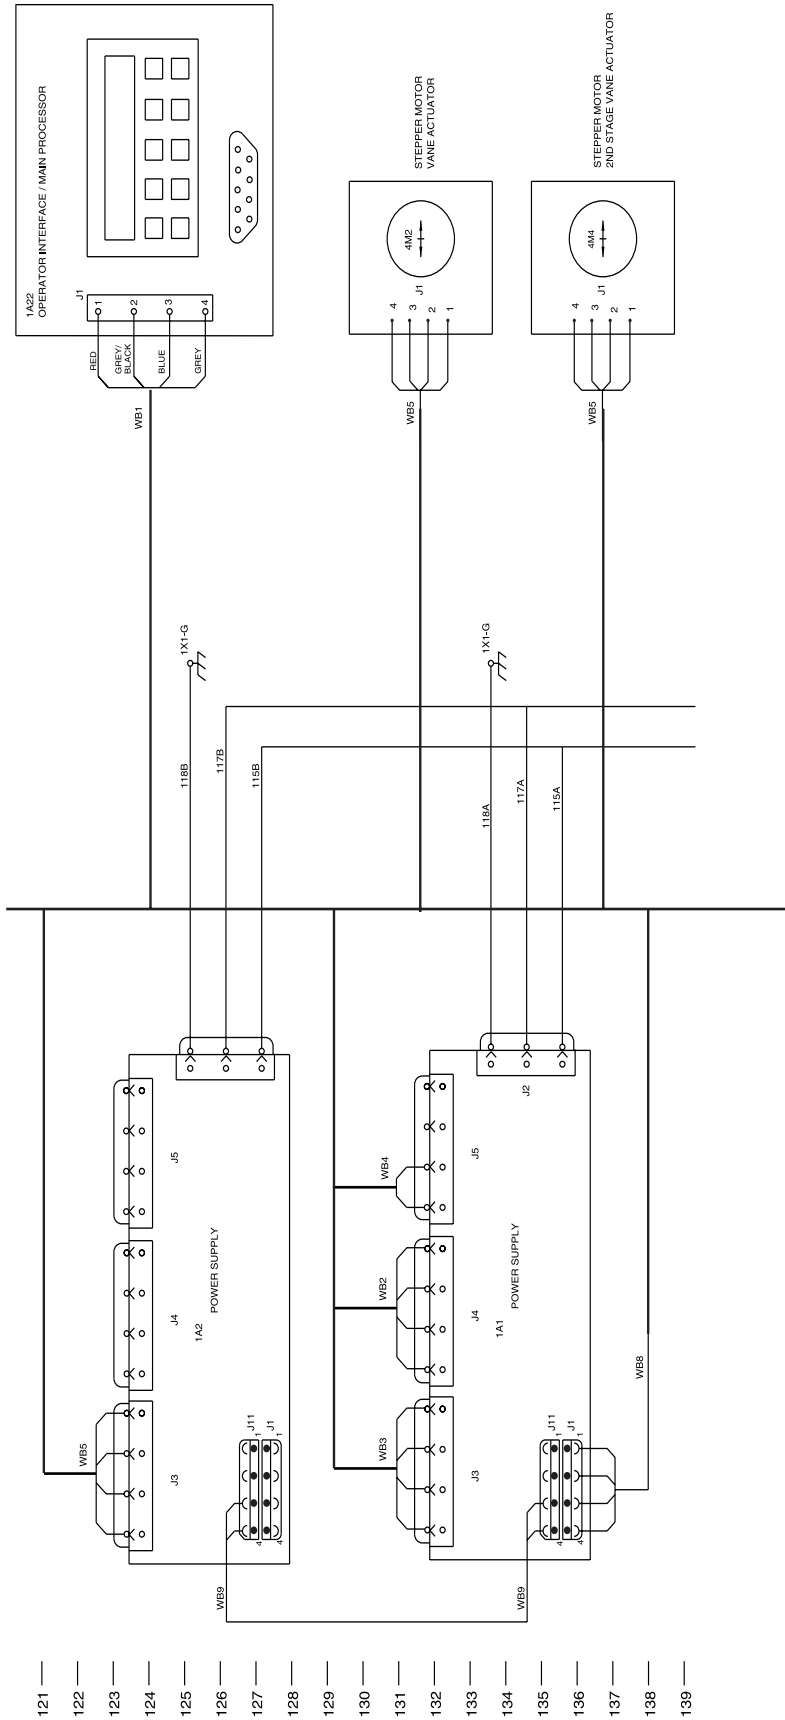 1A22
OPERATOR INTERFACE / MAIN PROCESSOR
J1
1
2
3
4
RED
GREY/
BLACK
BLUE
GREY
WB1
STEPPER MOTOR
VANE ACTUATOR
4M2
J1
4
3
2
1
WB5
STEPPER MOTOR
2ND STAGE VANE ACTUATOR
4M4
J1
4
3
2
1
WB5
1X1-G
118B
117B
115B
1X1-G
118A
117A
115A
J5
J4
J3
1A2
POWER SUPPLY
WB5
J11
J1
1
1
4
4
WB9
J2
J5
J4
J3
1A1
POWER SUPPLY
WB4
WB2
WB3
J11
J1
1
1
4
4
WB9
WB8
121
122
123
124
125
126
127
128
129
130
131
132
133
134
135
136
137
138
139